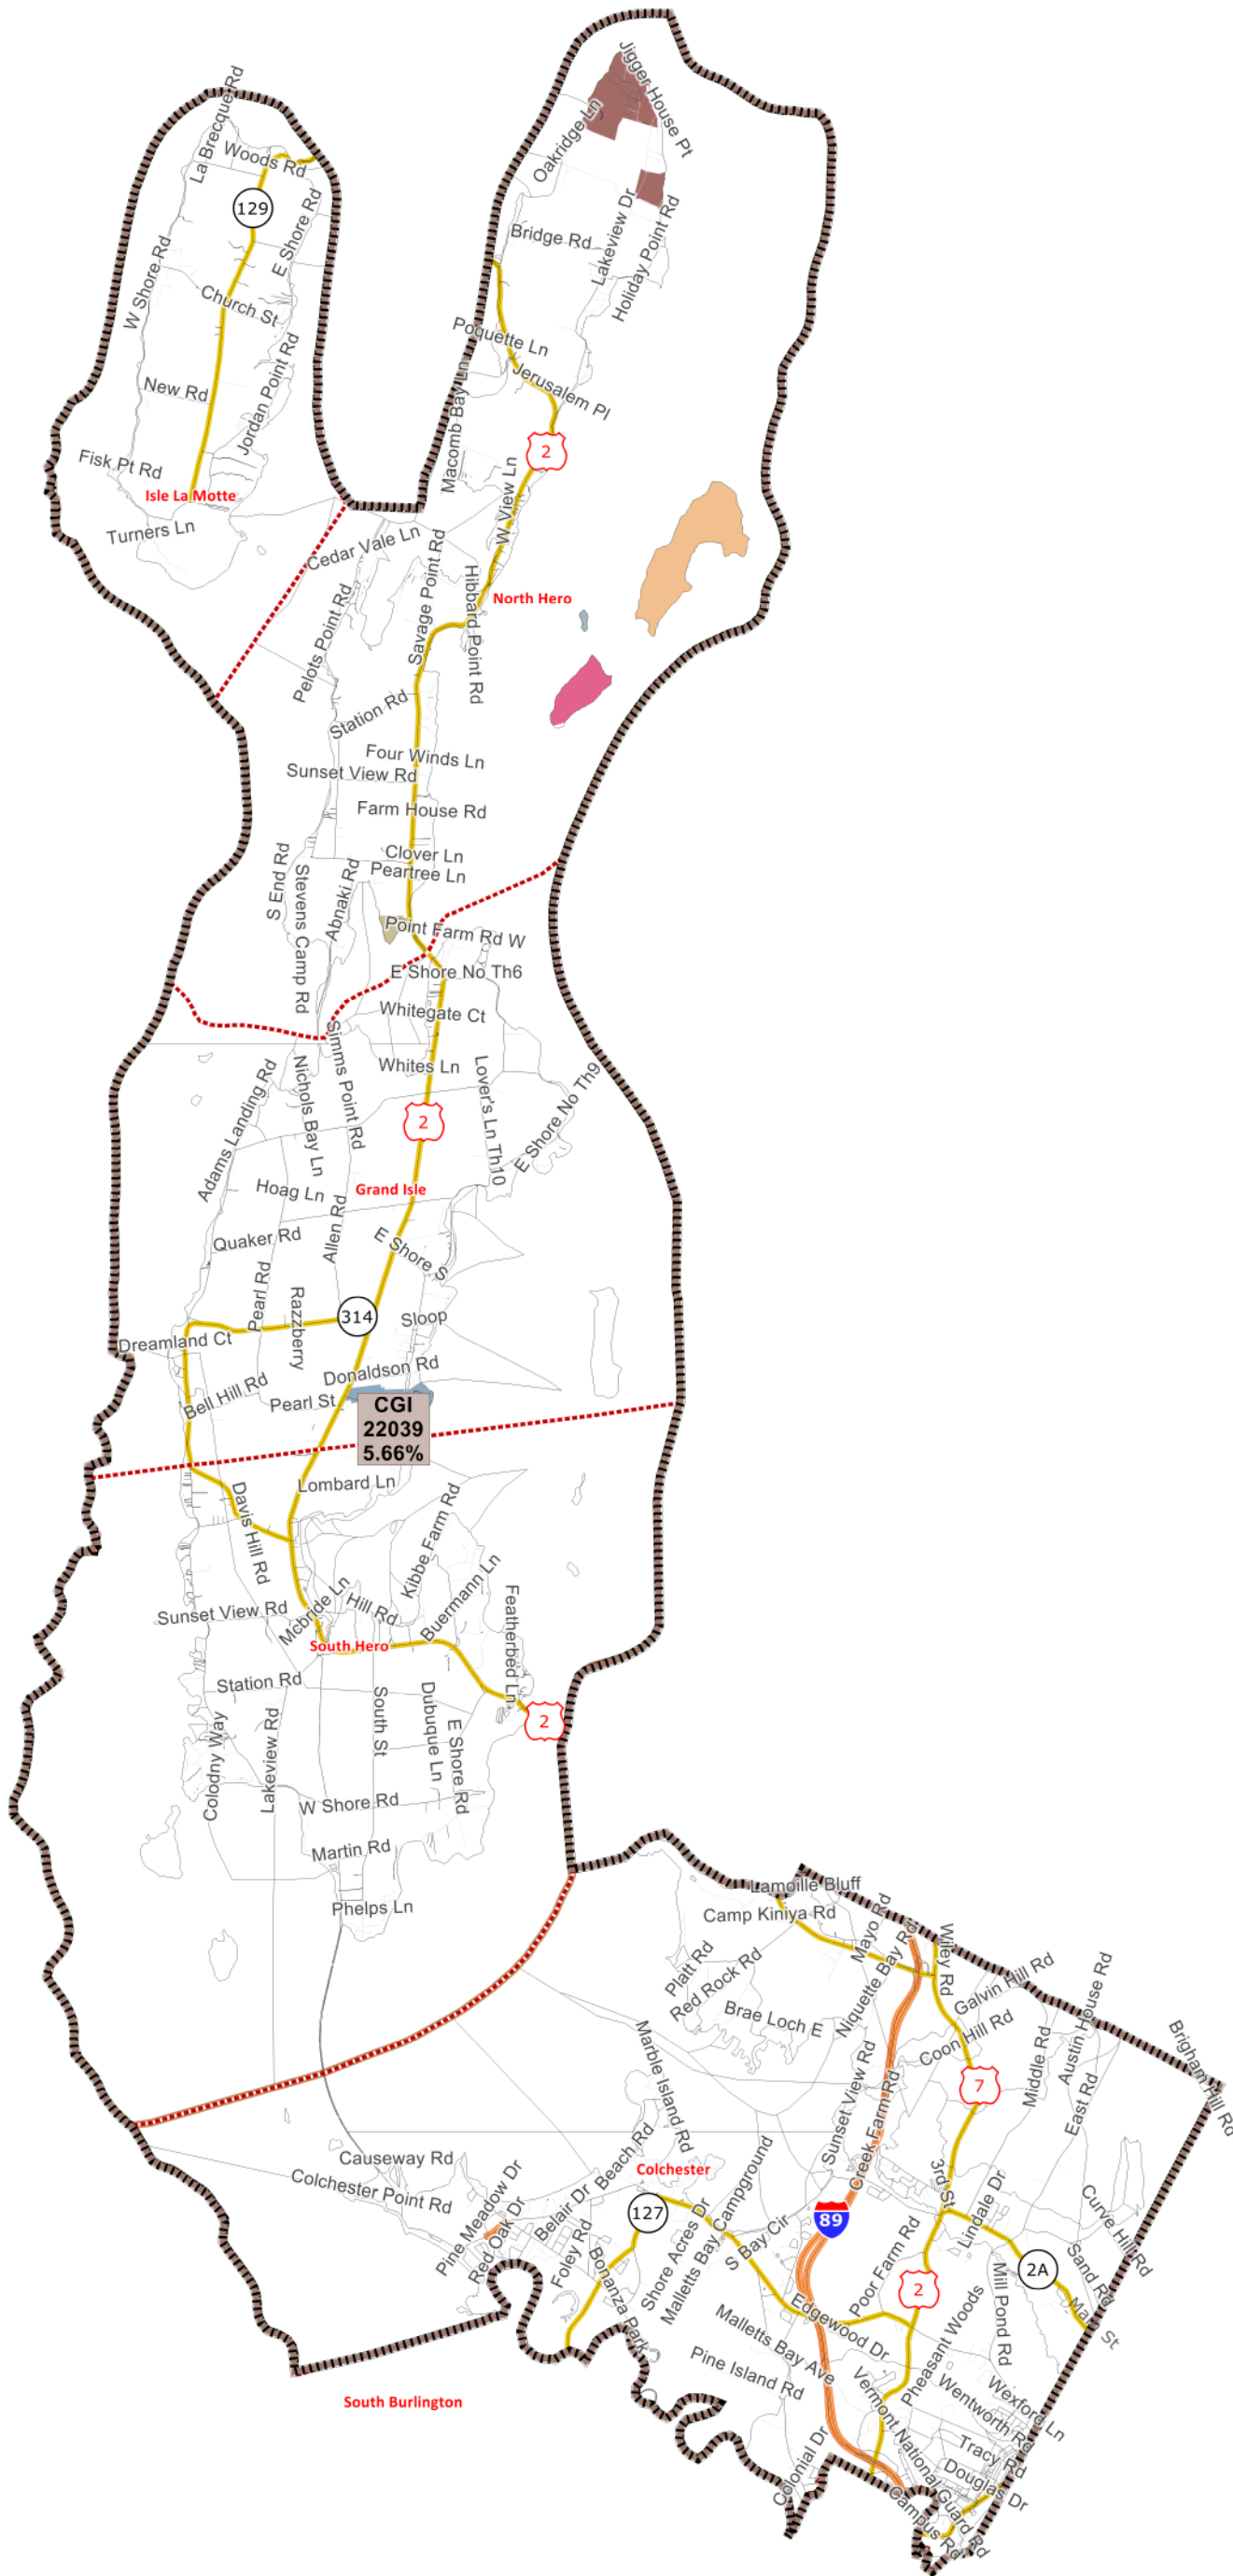 Jigger House Pt
La Brecque Rd
Woods Rd
Oakridge Ln
129
E Shore Rd
Lakeview Dr
Bridge Rd
Holiday Point Rd
W Shore Rd
Church St
Poquette Ln
Jerusalem Pl
New Rd
Jordan Point Rd
Macomb Bay Ln
2
Fisk Pt Rd
Isle La Motte
W View Ln
Turners Ln
Cedar Vale Ln
Savage Point Rd
Hibbard Point Rd
North Hero
Pelots Point Rd
Station Rd
Four Winds Ln
Sunset View Rd
Farm House Rd
Clover Ln
Peartree Ln
S End Rd
Stevens Camp Rd
Abnaki Rd
Point Farm Rd W
E Shore No Th6
Whitegate Ct
Simms Point Rd
Whites Ln
Nichols Bay Ln
Adams Landing Rd
Lover's Ln Th10
E Shore No Th9
2
Hoag Ln
Grand Isle
Allen Rd
Quaker Rd
E Shore S
Pearl Rd
Razzberry
314
Sloop
Dreamland Ct
Donaldson Rd
Bell Hill Rd
Pearl St
CGI
22039
5.66%
Lombard Ln
Davis Hill Rd
Kibbe Farm Rd
Buermann Ln
Featherbed Ln
Sunset View Rd
Mcbride Ln
Hill Rd
South Hero
Station Rd
South St
Dubuque Ln
E Shore Rd
2
Colodny Way
Lakeview Rd
W Shore Rd
Martin Rd
Phelps Ln
Lamoille Bluff
Camp Kiniya Rd
Mayo Rd
Niquette Bay Rd
Wiley Rd
Platt Rd
Red Rock Rd
Galvin Hill Rd
Brae Loch E
Coon Hill Rd
Middle Rd
Austin House Rd
East Rd
Brigham Hill Rd
7
Marble Island Rd
Sunset View Rd
Creek Farm Rd
Causeway Rd
Colchester Point Rd
Pine Meadow Dr
Red Oak Dr
Belair Dr
Beach Rd
Colchester
127
Foley Rd
Bonanza Park
Shore Acres Dr
Malletts Bay Campground
S Bay Cir
89
3rd St
Lindale Dr
Poor Farm Rd
2
2A
Curve Hill Rd
Sand Rd
Main St
Mill Pond Rd
Pheasant Woods
Edgewood Dr
Malletts Bay Ave
Pine Island Rd
South Burlington
Vermont National Guard Rd
Wentworth Rd
Wexford Ln
Tracy Rd
Douglas Dr
Colonial Dr
Campus Rd